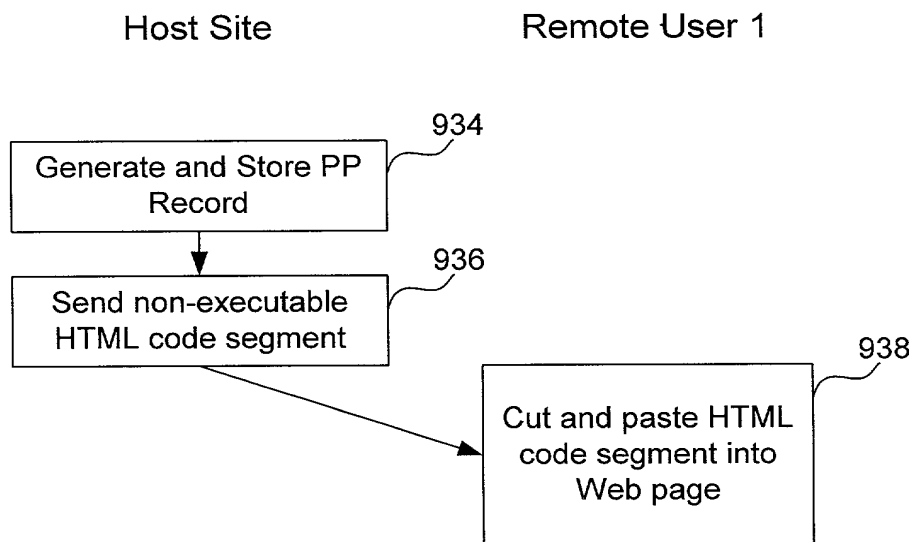 Host Site
Remote User 1
934
Generate and Store PP
Record
936
Send non-executable
HTML code segment
938
Cut and paste HTML
code segment into
Web page